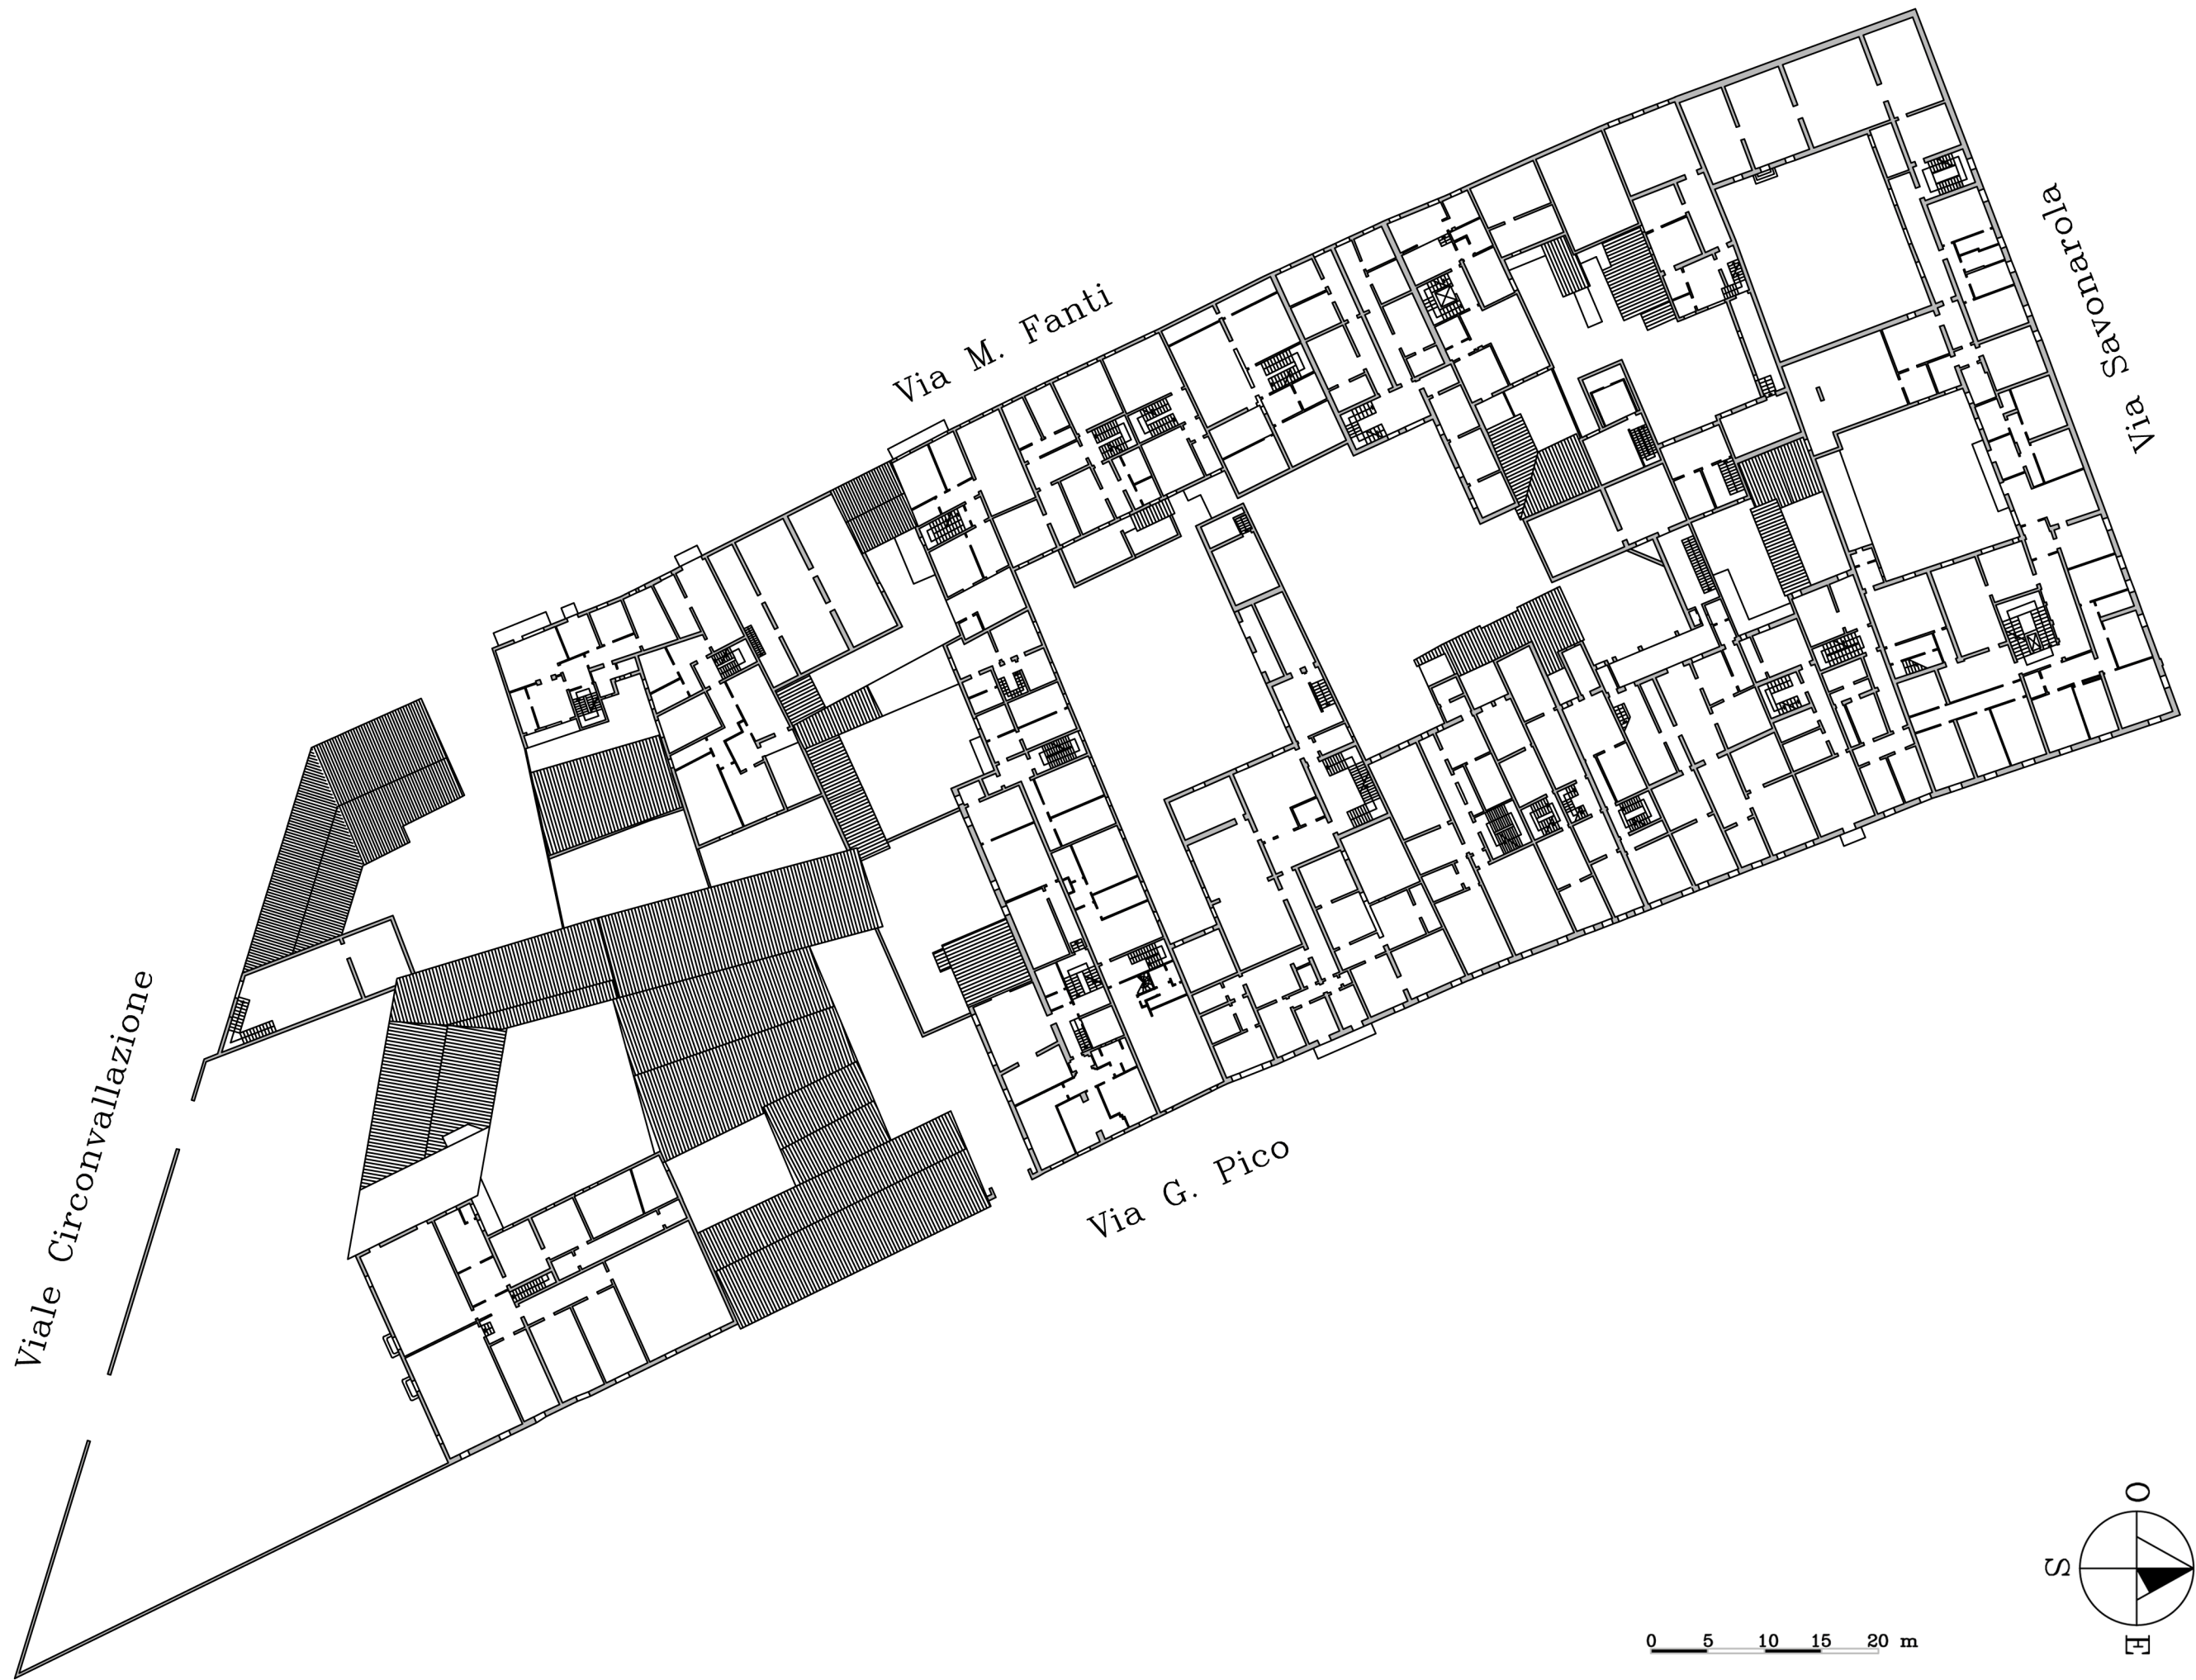 Via M. Fanti
Via Savonarola
Viale Circonvallazione
Via G. Pico
O
S
E
0 5 10 15 20 m